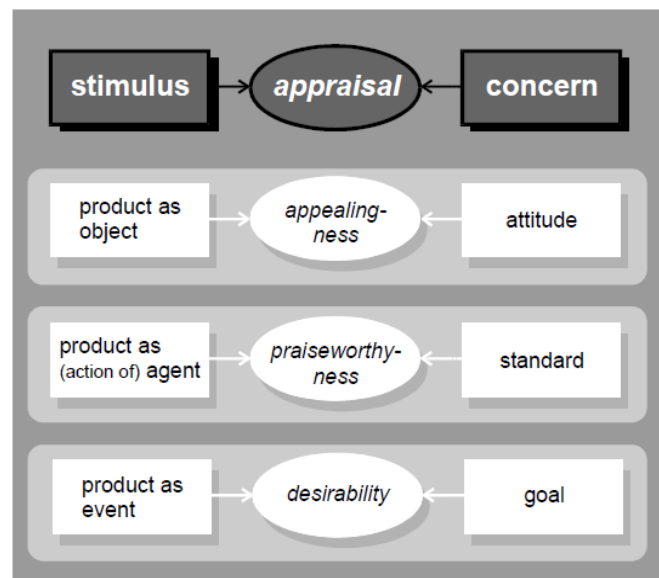 stimulus
appraisal
concern
product as
object
appealing-
ness
attitude
product as
(action of) agent
praiseworthy-
ness
standard
product as
event
desirability
goal